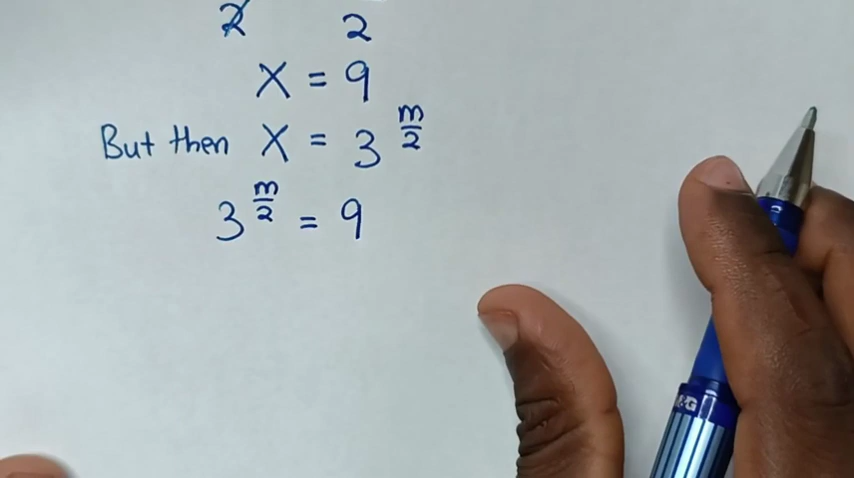 2 2
X = 9
But then X = 3^(m/2)
3^(m/2) = 9
M&G